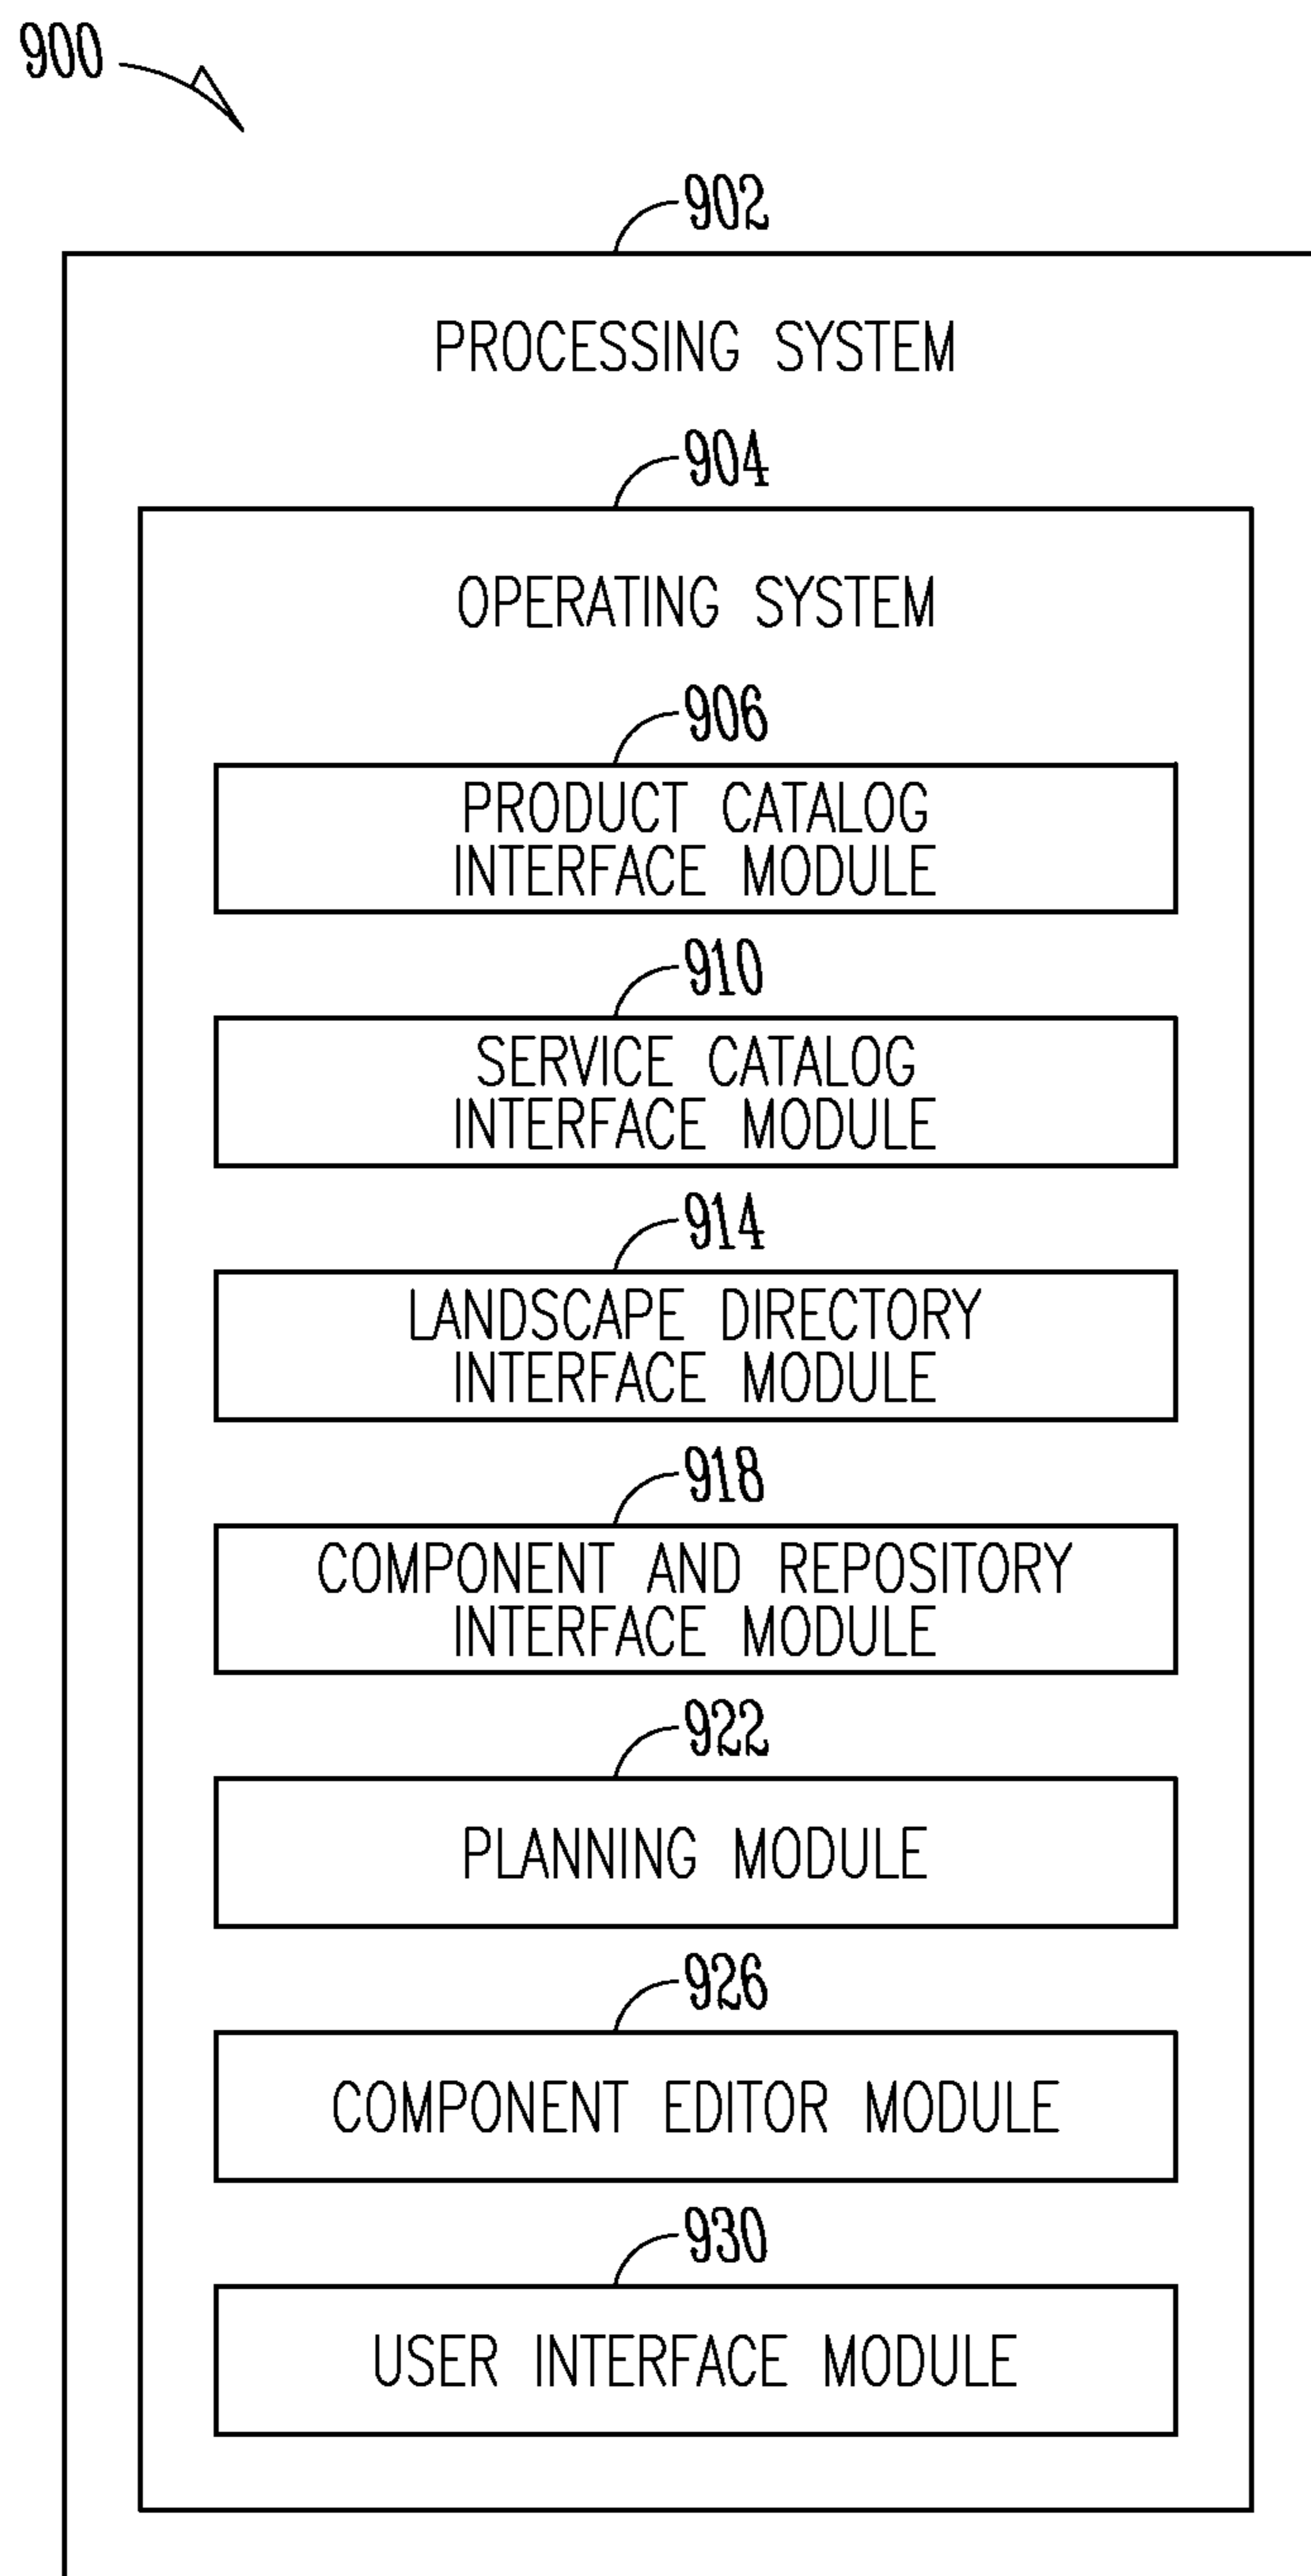 900
902
PROCESSING SYSTEM
904
OPERATING SYSTEM
906
PRODUCT CATALOG
INTERFACE MODULE
910
SERVICE CATALOG
INTERFACE MODULE
914
LANDSCAPE DIRECTORY
INTERFACE MODULE
918
COMPONENT AND REPOSITORY
INTERFACE MODULE
922
PLANNING MODULE
926
COMPONENT EDITOR MODULE
930
USER INTERFACE MODULE